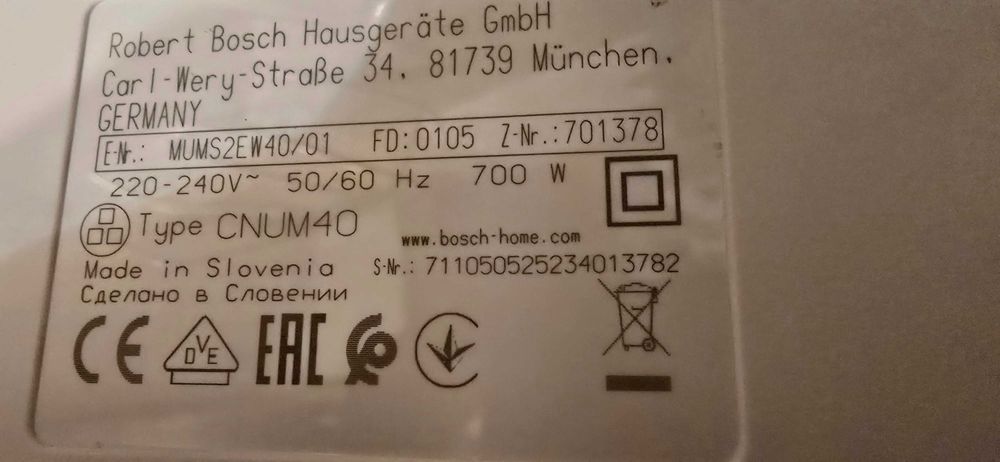 Robert Bosch Hausgeräte GmbH
Carl-Wery-Straße 34. 81739 München.
GERMANY
E-Nr.: MUMS2EW40/01 FD:0105 Z-Nr.:701378
220-240V~ 50/60 Hz 700 W
Type CNUM40
www.bosch-home.com
Made in Slovenia S-Nr.: 711050525234013782
Сделано в Словении
CE DVE EAC